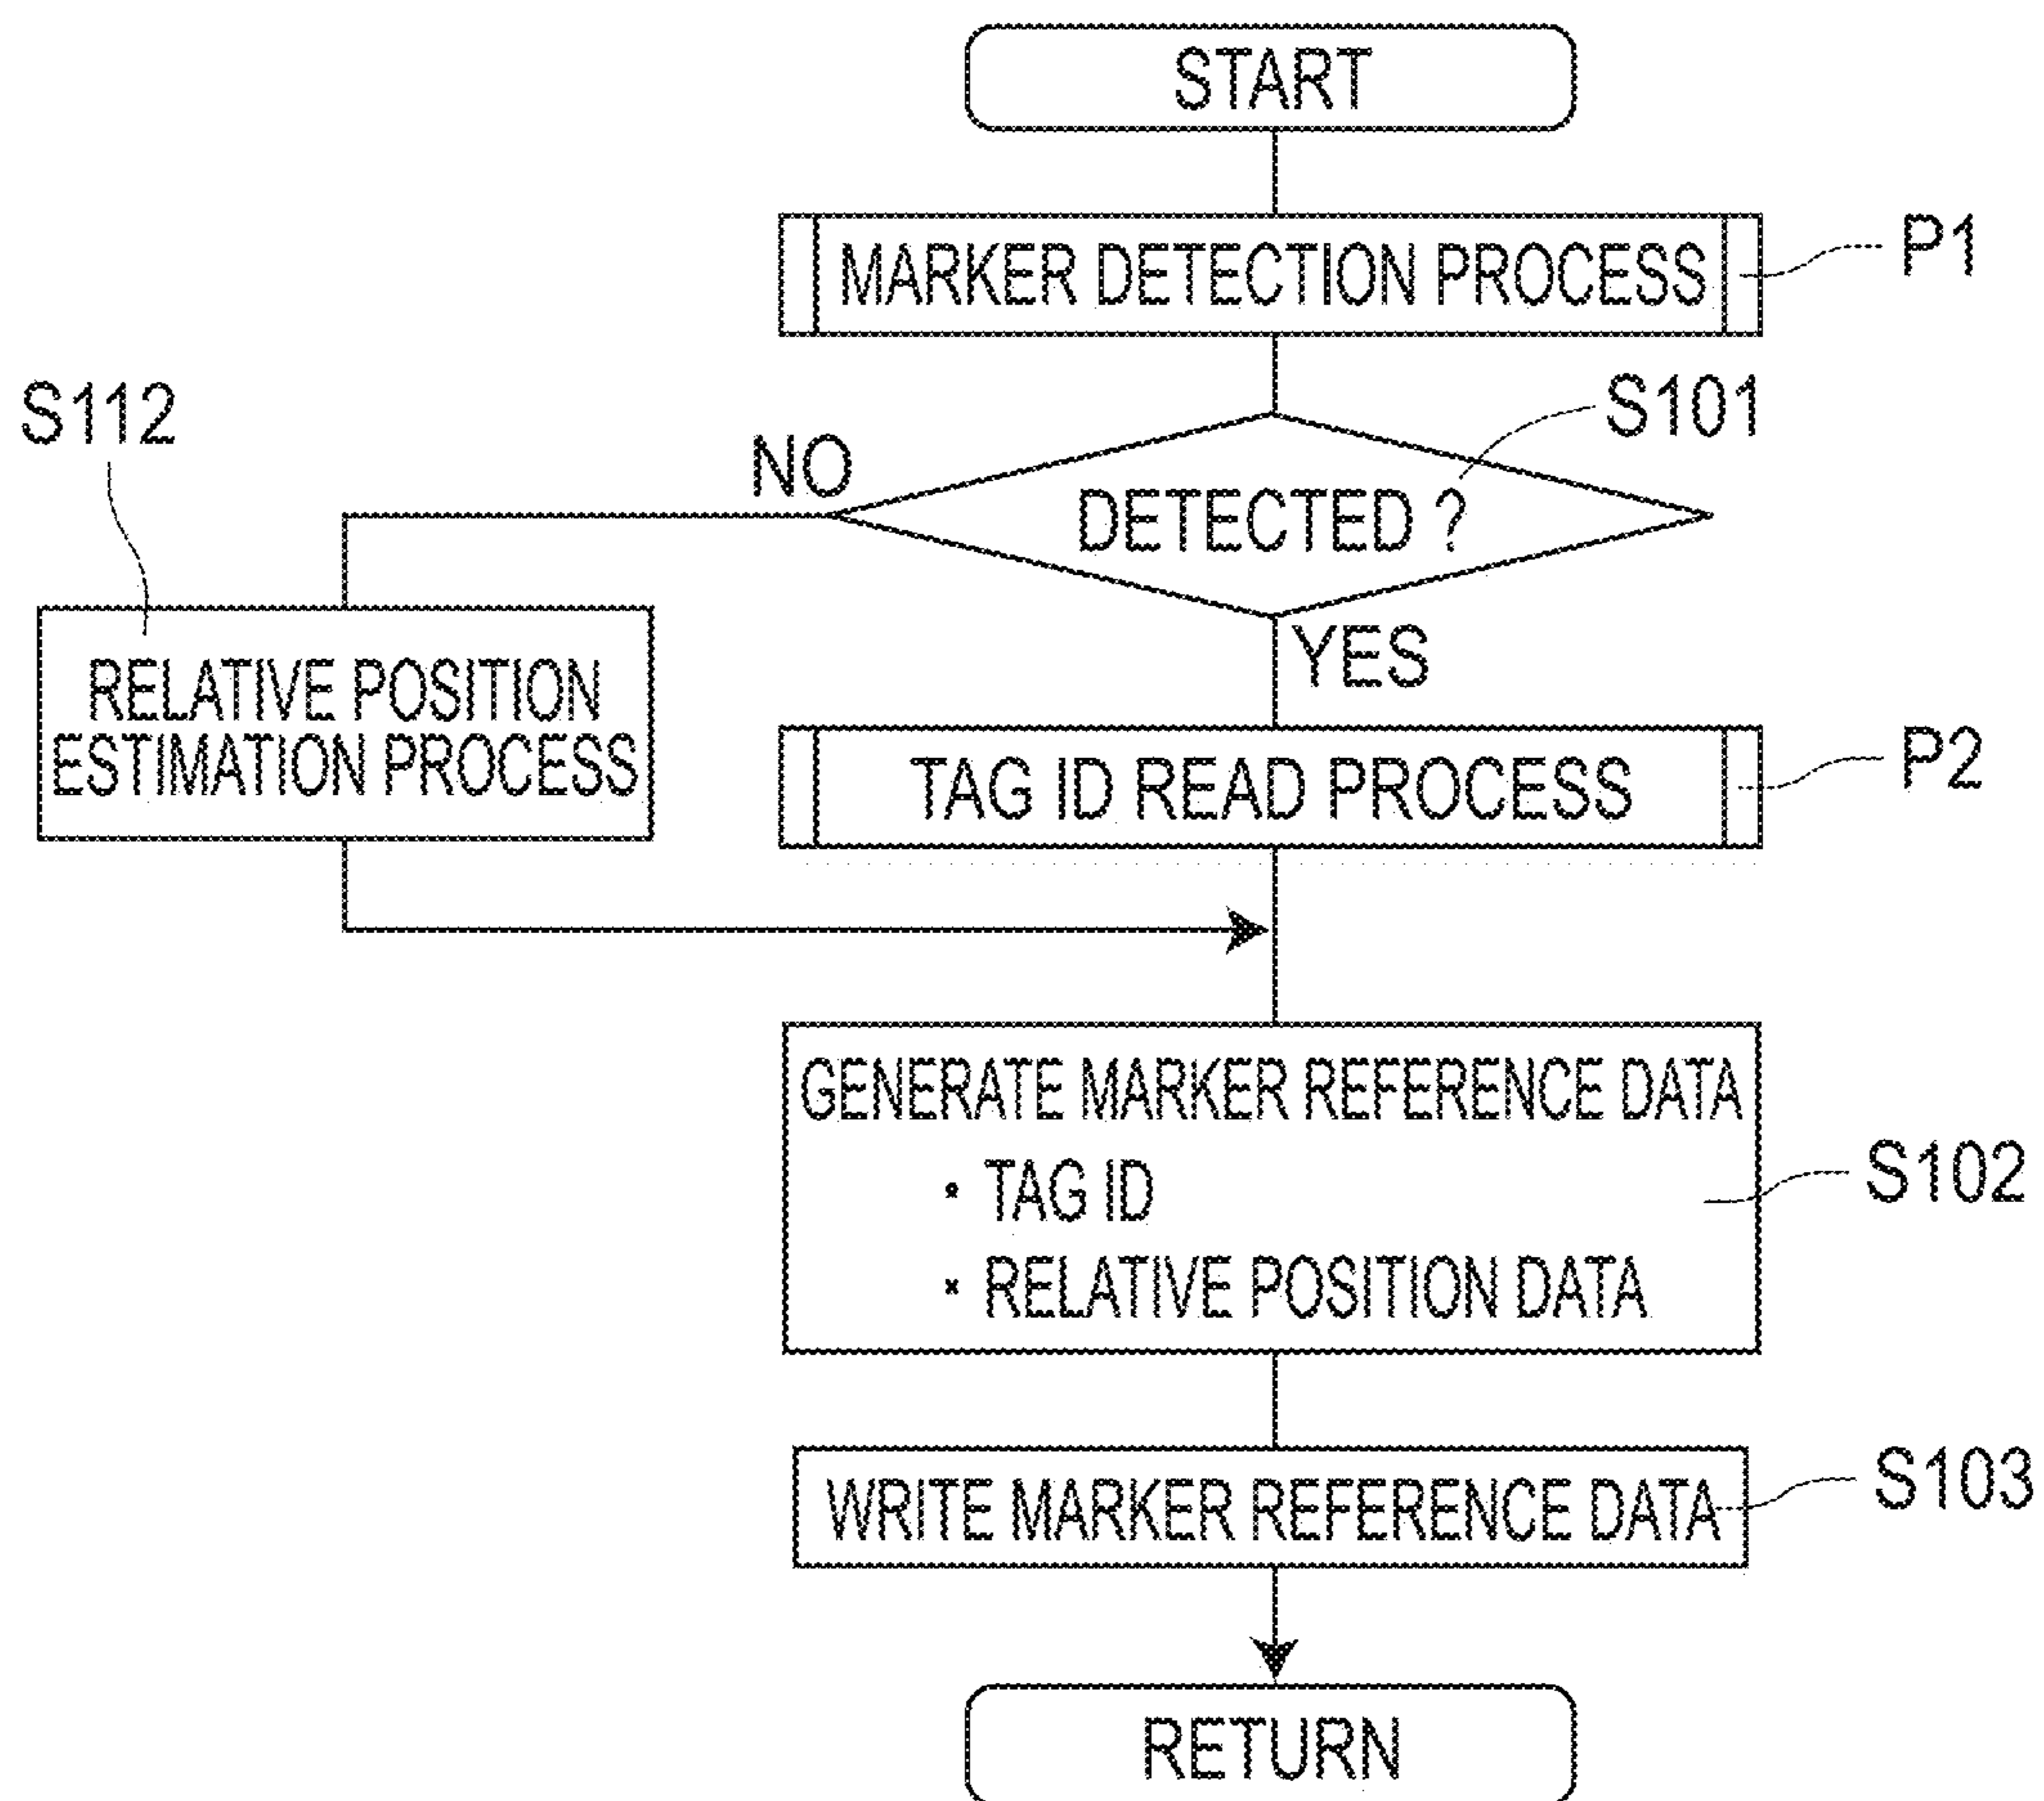 START
MARKER DETECTION PROCESS
P1
S101
S112
NO
DETECTED ?
YES
RELATIVE POSITION
ESTIMATION PROCESS
TAG ID READ PROCESS
P2
GENERATE MARKER REFERENCE DATA
・ TAG ID
・ RELATIVE POSITION DATA
S102
WRITE MARKER REFERENCE DATA
S103
RETURN